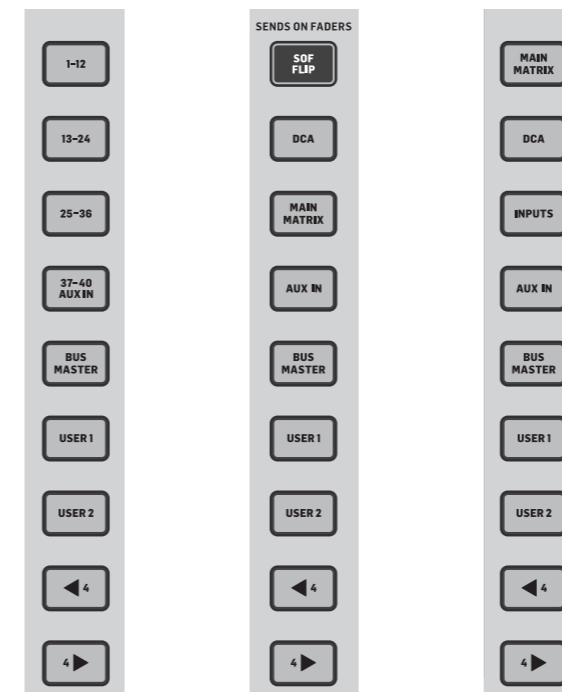 1-12
13-24
25-36
37-40
AUX IN
BUS
MASTER
USER 1
USER 2
◀ 4
4 ▶
SENDS ON FADERS
SOF
FLIP
DCA
MAIN
MATRIX
AUX IN
BUS
MASTER
USER 1
USER 2
◀ 4
4 ▶
MAIN
MATRIX
DCA
INPUTS
AUX IN
BUS
MASTER
USER 1
USER 2
◀ 4
4 ▶